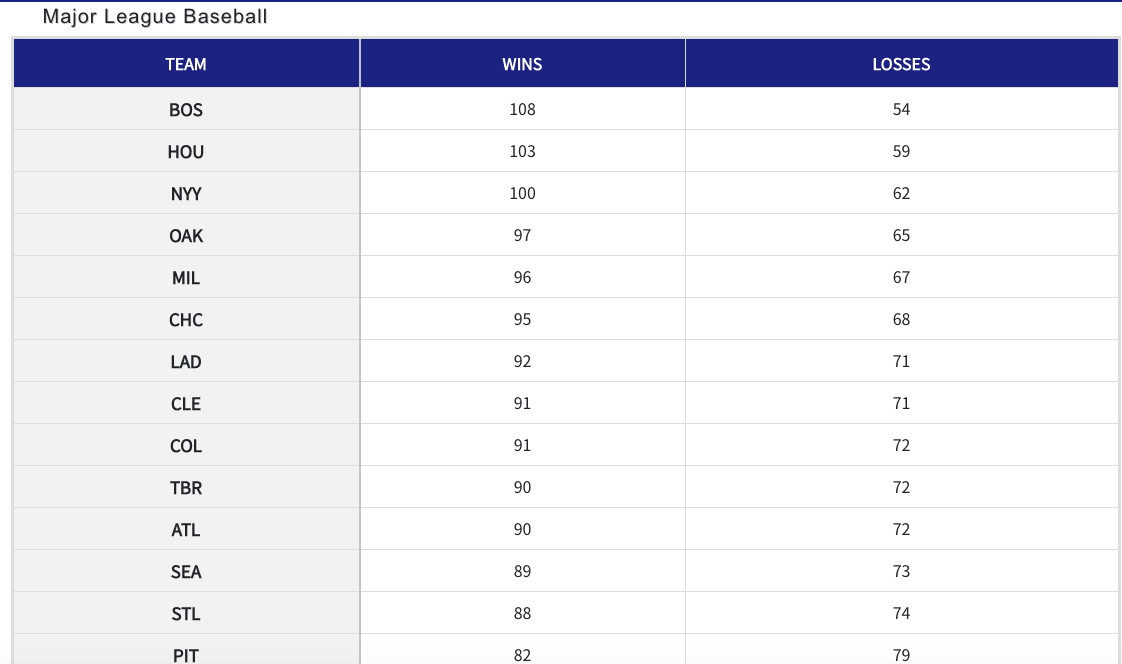 Major League Baseball
TEAM WINS LOSSES
BOS 108 54
HOU 103 59
NYY 100 62
OAK 97 65
MIL 96 67
CHC 95 68
LAD 92 71
CLE 91 71
COL 91 72
TBR 90 72
ATL 90 72
SEA 89 73
STL 88 74
PIT 82 79